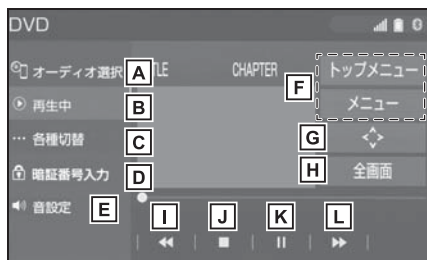 DVD
オーディオ選択 A TLE CHAPTER トップメニュー
F
再生中 B メニュー
各種切替 C G
暗証番号入力 D H 全画面
音設定 E
I J K L